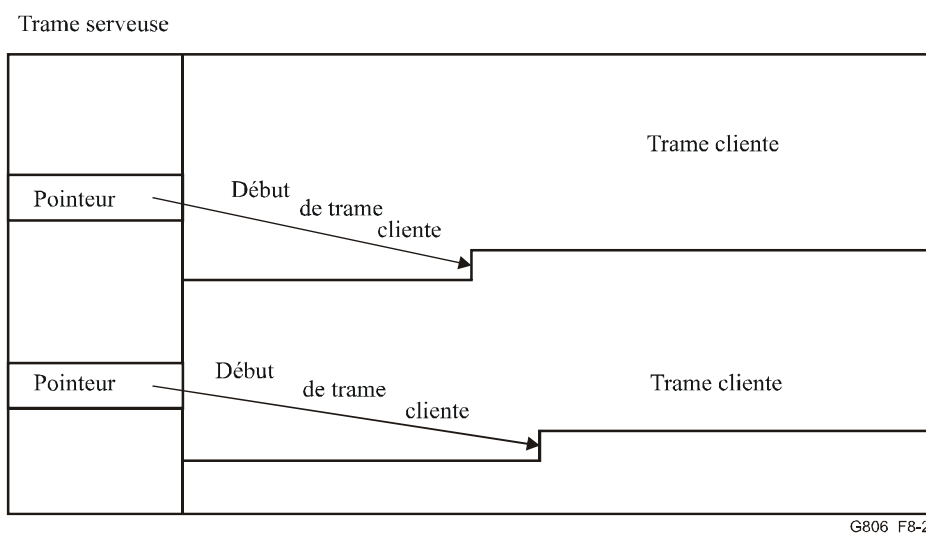 Trame serveuse
Trame cliente
Pointeur
Début
de trame
cliente
Pointeur
Début
de trame
cliente
Trame cliente
G806 F8-2